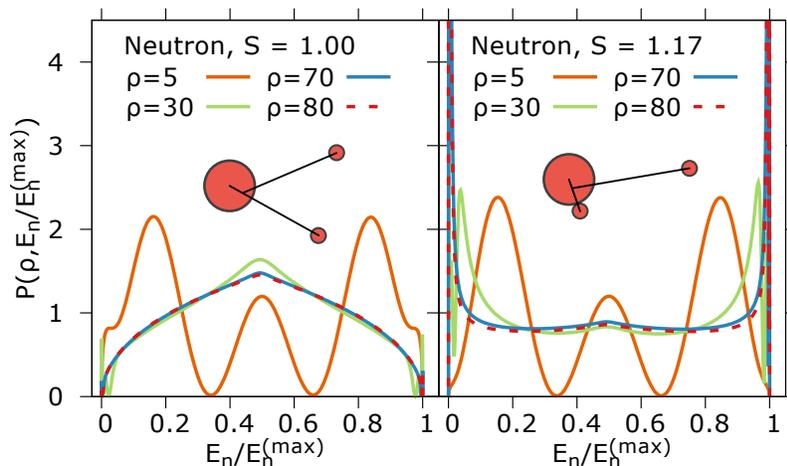 Neutron, S = 1.00
ρ=5 ρ=70
ρ=30 ρ=80
Neutron, S = 1.17
ρ=5 ρ=70
ρ=30 ρ=80
P(ρ,Eₙ/Eₙ⁽ᵐᵃˣ⁾)
4
3
2
1
0
0 0.2 0.4 0.6 0.8 1
0 0.2 0.4 0.6 0.8 1
Eₙ/Eₙ⁽ᵐᵃˣ⁾
Eₙ/Eₙ⁽ᵐᵃˣ⁾